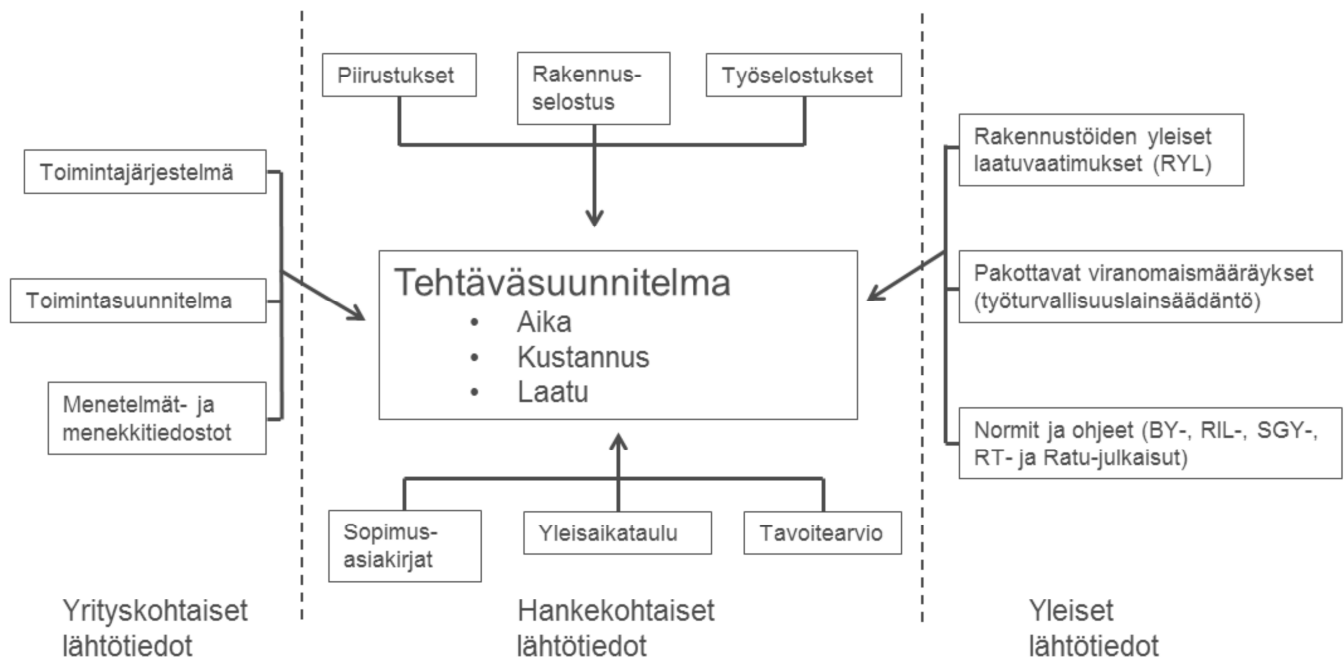 Piirustukset
Rakennus-
selostus
Työselostukset
Toimintajärjestelmä
Toimintasuunnitelma
Menetelmät- ja
menekkitiedostot
Tehtäväsuunnitelma
• Aika
• Kustannus
• Laatu
Rakennustöiden yleiset
laatuvaatimukset (RYL)
Pakottavat viranomaismääräykset
(työturvallisuuslainsäädäntö)
Normit ja ohjeet (BY-, RIL-, SGY-,
RT- ja Ratu-julkaisut)
Sopimus-
asiakirjat
Yleisaikataulu
Tavoitearvio
Yrityskohtaiset
lähtötiedot
Hankekohtaiset
lähtötiedot
Yleiset
lähtötiedot